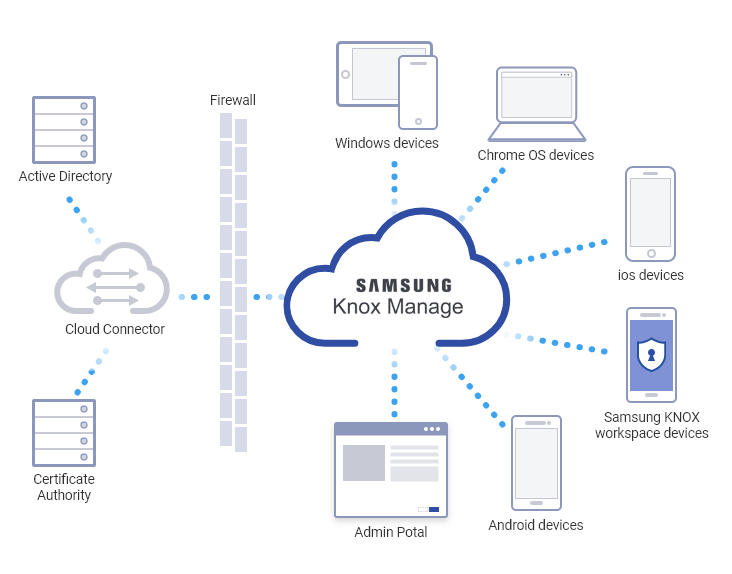 Firewall
Windows devices
Chrome OS devices
Active Directory
ios devices
SAMSUNG
Knox Manage
Cloud Connector
Samsung KNOX
workspace devices
Certificate
Authority
Admin Potal
Android devices